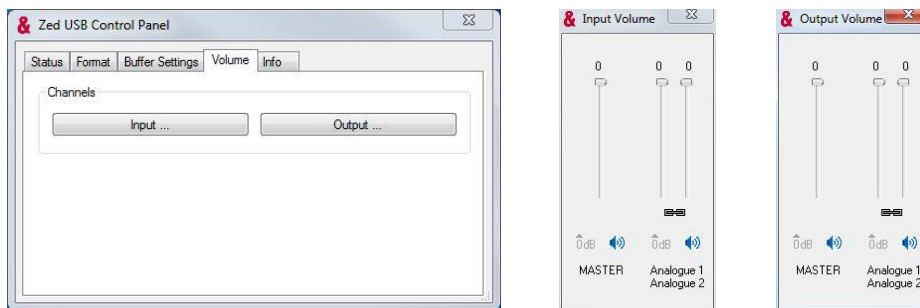 & Zed USB Control Panel
Status Format Buffer Settings Volume Info
Channels
Input ...
Output ...
& Input Volume
0 0 0
0dB 0dB
MASTER
Analogue 1
Analogue 2
& Output Volume
0 0 0
0dB 0dB
MASTER
Analogue 1
Analogue 2